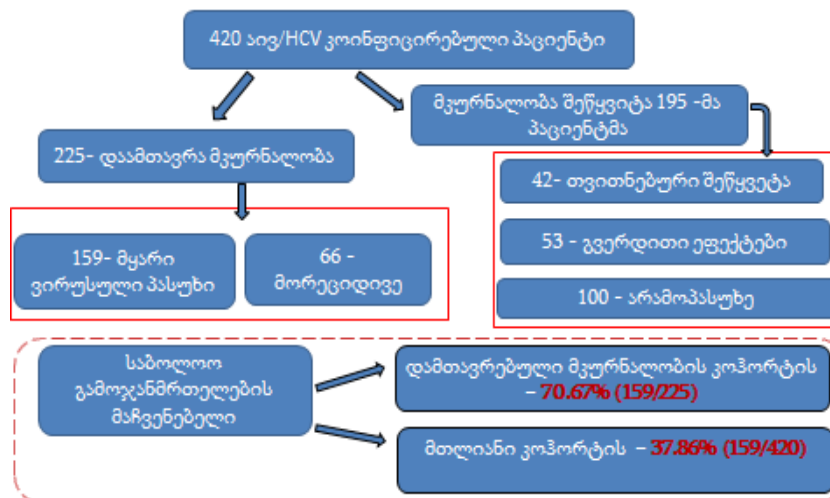 420 აივ/HCV კოინფიცირებული პაციენტი
მკურნალობა შეწყვიტა 195 -მა
პაციენტმა
225- დაამთავრა მკურნალობა
42- თვითნებური შეწყვეტა
159- მყარი
ვირუსული პასუხი
66 -
მორეციდივე
53 - გვერდითი ეფექტები
100 - არამოპასუხე
საბოლოო
გამოჯანმრთელების
მაჩვენებელი
დამთავრებული მკურნალობის კოჰორტის
– 70.67% (159/225)
მთლიანი კოჰორტის – 37.86% (159/420)